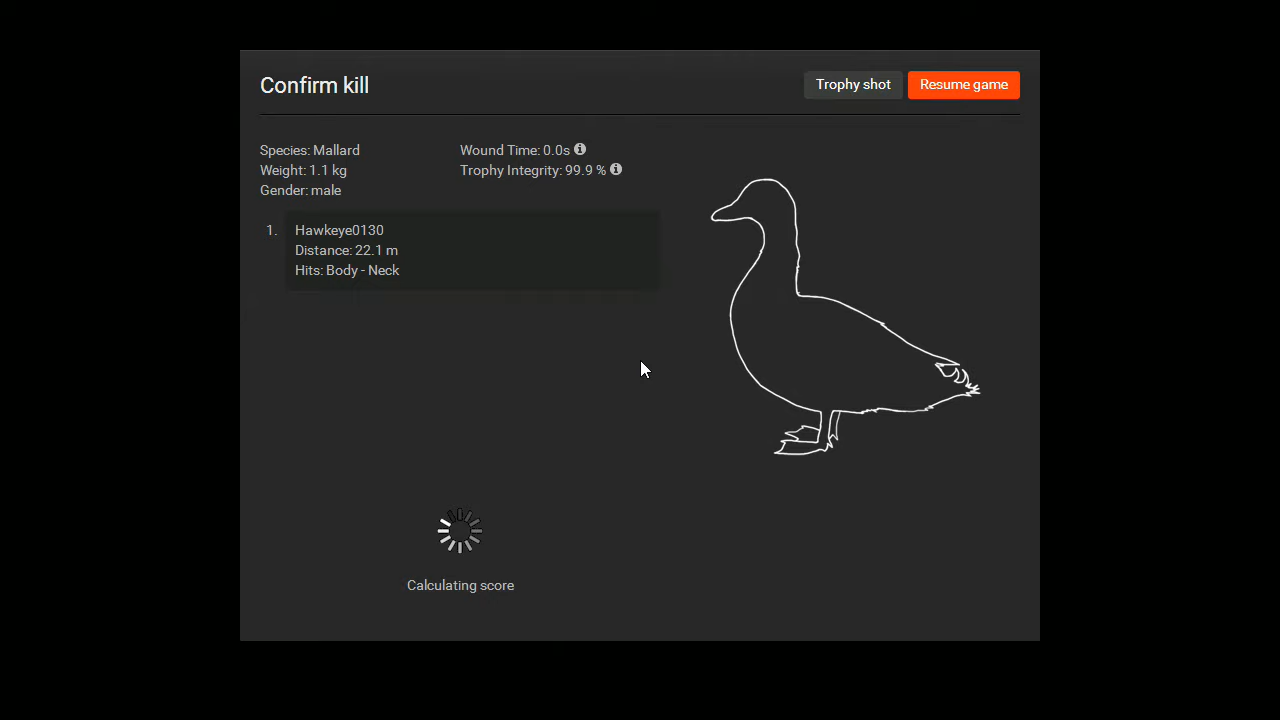 Confirm kill
Trophy shot
Resume game
Species: Mallard
Weight: 1.1 kg
Gender: male
Wound Time: 0.0s
Trophy Integrity: 99.9 %
1.
Hawkeye0130
Distance: 22.1 m
Hits: Body - Neck
Calculating score